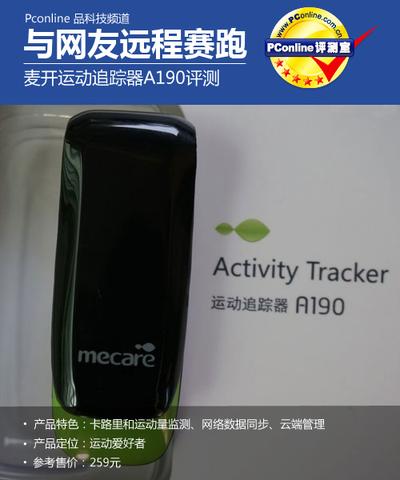 Pconline 品科技频道
与网友远程赛跑
麦开运动追踪器A190评测
www.PConline.com.cn
PConline评测室
mecare
Activity Tracker
运动追踪器 A190
• 产品特色：卡路里和运动量监测、网络数据同步、云端管理
• 产品定位：运动爱好者
• 参考售价：259元